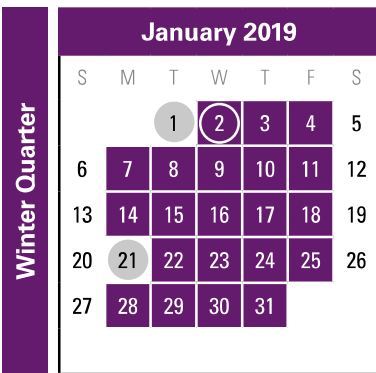 Winter Quarter
January 2019
S M T W T F S
1 2 3 4 5
6 7 8 9 10 11 12
13 14 15 16 17 18 19
20 21 22 23 24 25 26
27 28 29 30 31